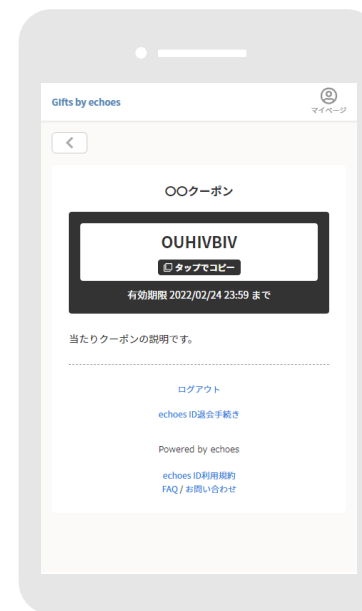 Gifts by echoes
マイページ
〇〇クーポン
OUHIVBIV
タップでコピー
有効期限 2022/02/24 23:59 まで
当たりクーポンの説明です。
ログアウト
echoes ID退会手続き
Powered by echoes
echoes ID利用規約
FAQ / お問い合わせ